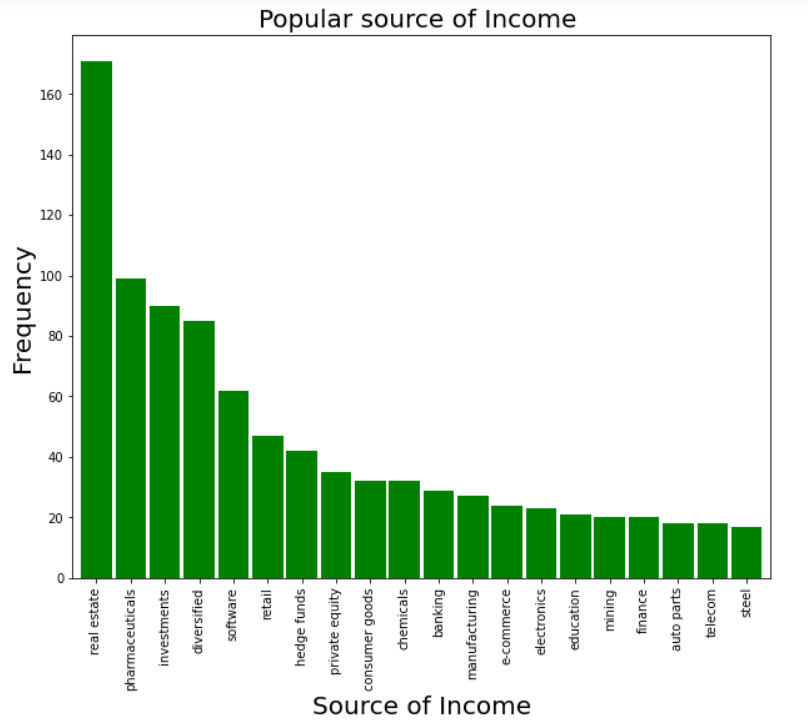 Popular source of Income
Frequency
160
140
120
100
80
60
40
20
0
real estate
pharmaceuticals
investments
diversified
software
retail
hedge funds
private equity
consumer goods
chemicals
banking
manufacturing
e-commerce
electronics
education
mining
finance
auto parts
telecom
steel
Source of Income